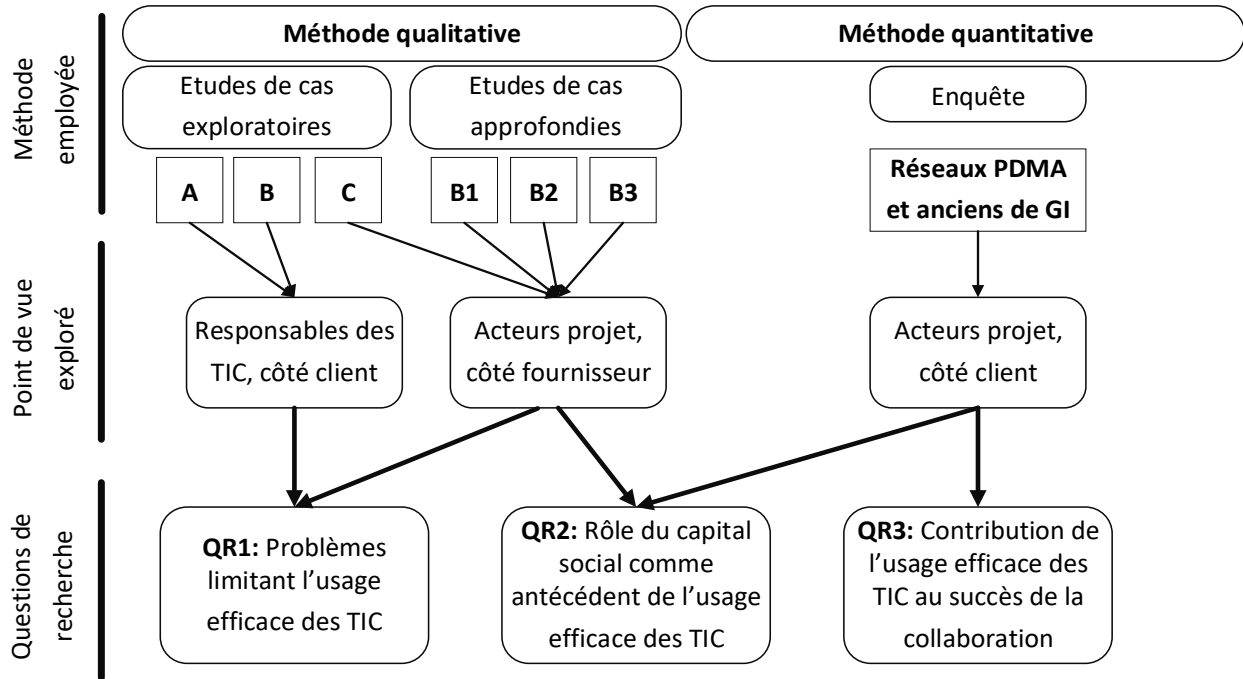 Méthode employée
Méthode qualitative
Méthode quantitative
Etudes de cas
exploratoires
Etudes de cas
approfondies
Enquête
A
B
C
B1
B2
B3
Réseaux PDMA
et anciens de GI
Point de vue
exploré
Responsables des
TIC, côté client
Acteurs projet,
côté fournisseur
Acteurs projet,
côté client
Questions de
recherche
QR1: Problèmes
limitant l’usage
efficace des TIC
QR2: Rôle du capital
social comme
antécédent de l’usage
efficace des TIC
QR3: Contribution de
l’usage efficace des
TIC au succès de la
collaboration